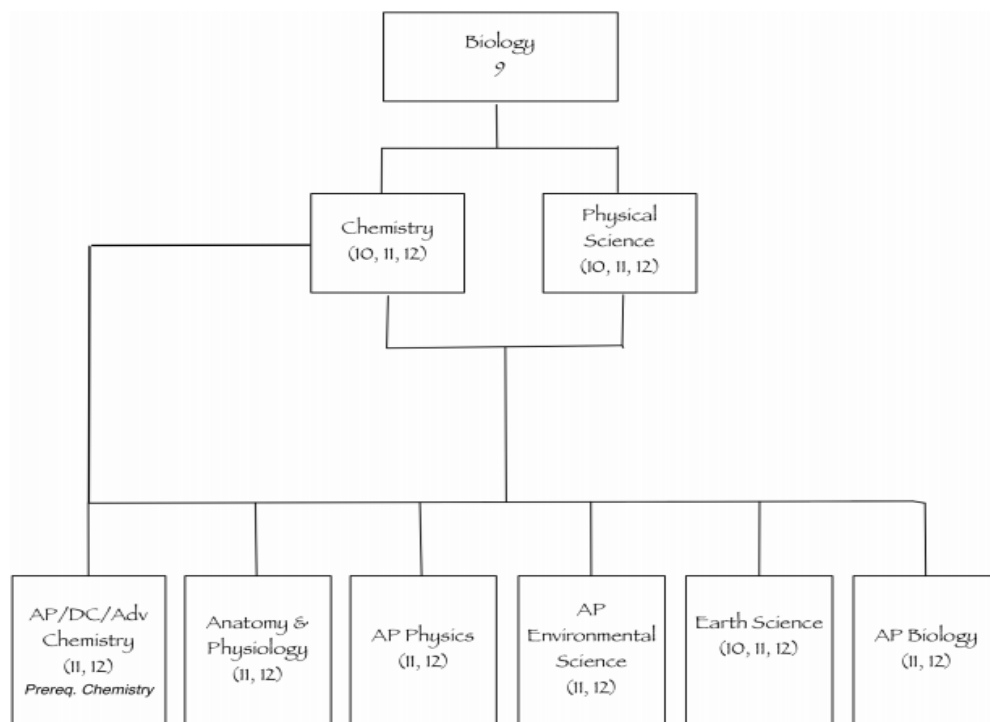 Biology
9
Chemistry
(10, 11, 12)
Physical
Science
(10, 11, 12)
AP/DC/Adv
Chemistry
(11, 12)
Prereq. Chemistry
Anatomy &
Physiology
(11, 12)
AP Physics
(11, 12)
AP
Environmental
Science
(11, 12)
Earth Science
(10, 11, 12)
AP Biology
(11, 12)